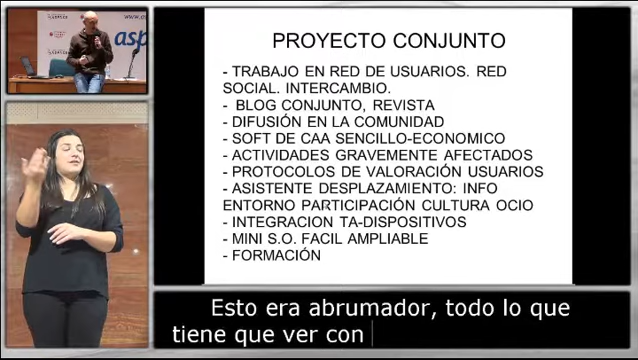 www.a
asp
PROYECTO CONJUNTO
- TRABAJO EN RED DE USUARIOS. RED
SOCIAL. INTERCAMBIO.
- BLOG CONJUNTO, REVISTA
- DIFUSIÓN EN LA COMUNIDAD
- SOFT DE CAA SENCILLO-ECONOMICO
- ACTIVIDADES GRAVEMENTE AFECTADOS
- PROTOCOLOS DE VALORACIÓN USUARIOS
- ASISTENTE DESPLAZAMIENTO: INFO
ENTORNO PARTICIPACIÓN CULTURA OCIO
- INTEGRACION TA-DISPOSITIVOS
- MINI S.O. FACIL AMPLIABLE
- FORMACIÓN
Esto era abrumador, todo lo que
tiene que ver con